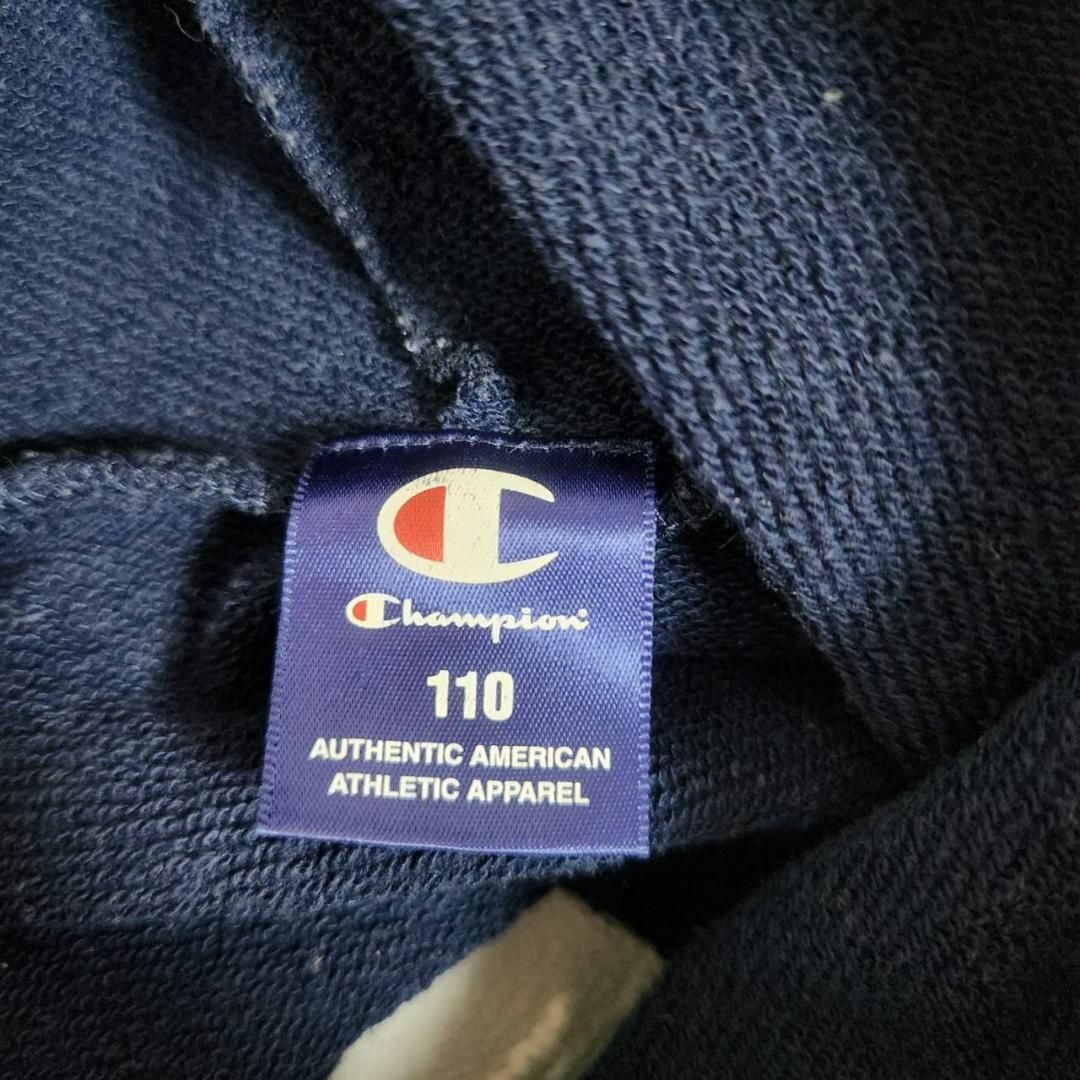 Champion®
110
AUTHENTIC AMERICAN
ATHLETIC APPAREL